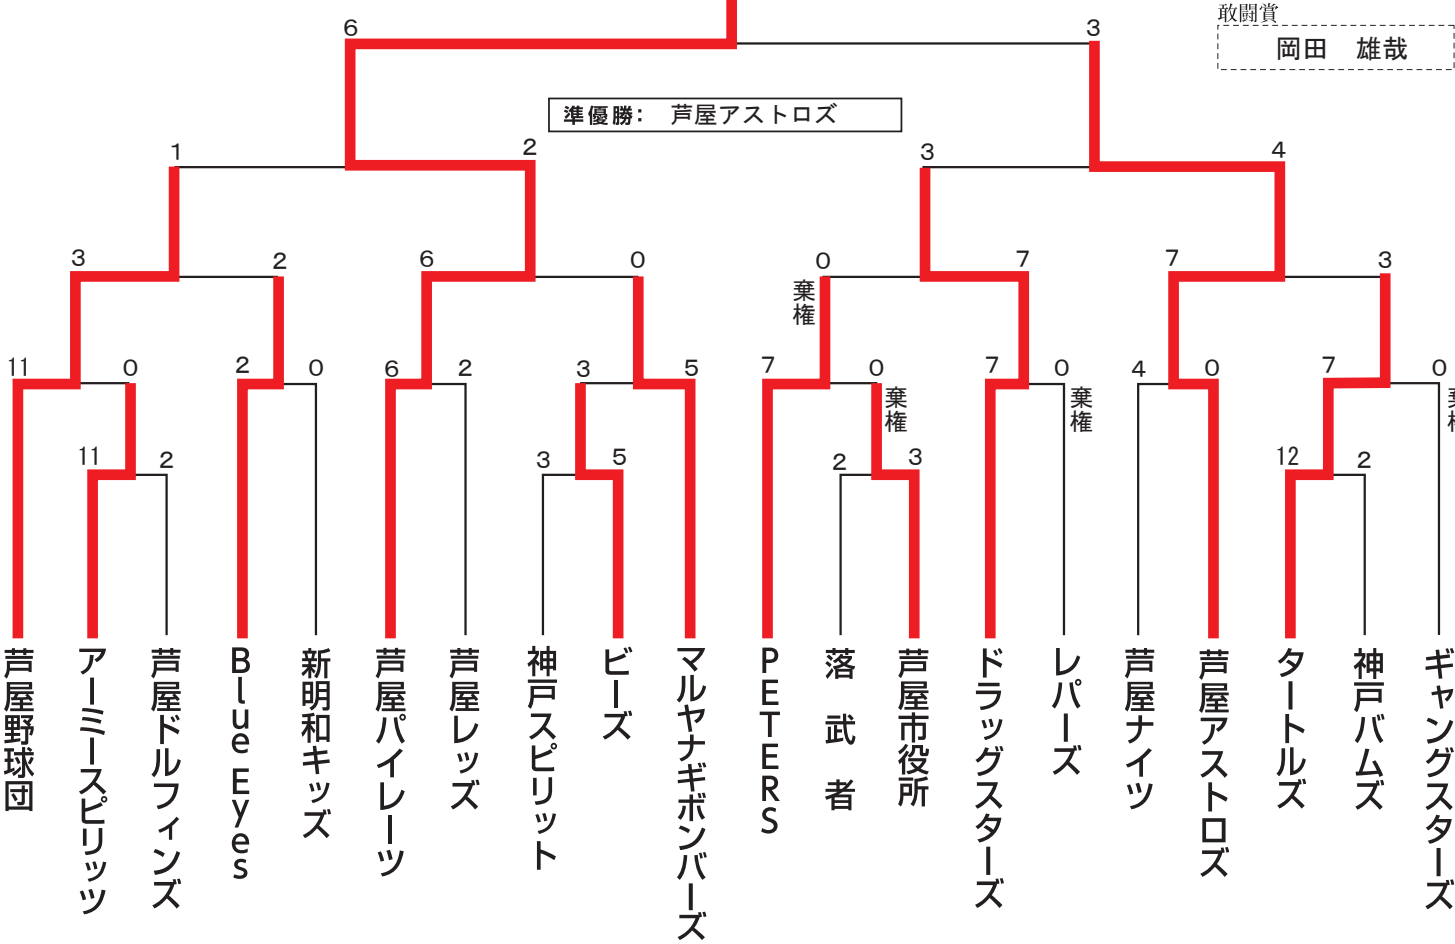 敢闘賞
岡田 雄哉
6
3
準優勝: 芦屋アストロズ
1
2
3
4
3
2
6
0
0
7
7
3
棄権
11
0
2
0
6
2
3
5
7
0
7
0
4
0
7
0
棄権
棄権
11
2
3
5
2
3
12
2
芦屋野球団
アーミースピリッツ
芦屋ドルフィンズ
Blue Eyes
新明和キッズ
芦屋パイレーツ
芦屋レッズ
神戸スピリット
ビーズ
マルヤナギボンバーズ
PETERS
落武者
芦屋市役所
ドラッグスターズ
レパーズ
芦屋ナイツ
芦屋アストロズ
タートルズ
神戸バムズ
ギャングスターズ